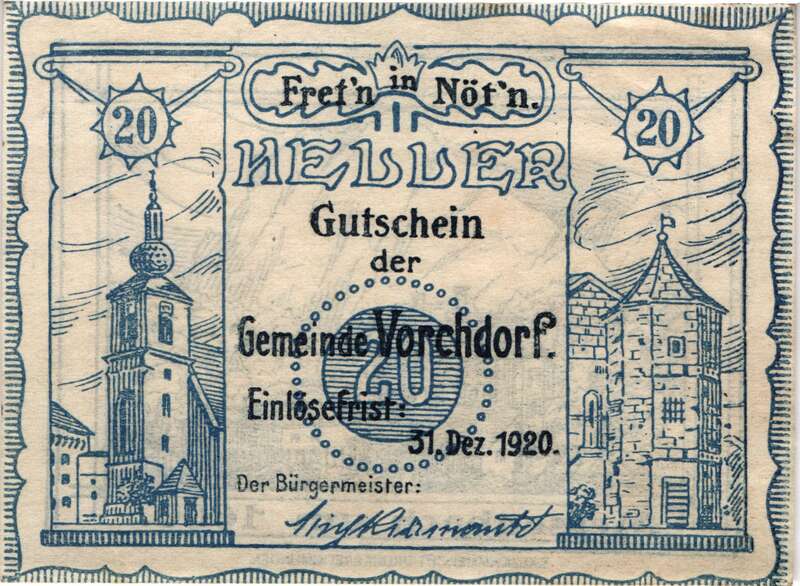 20
Fret'n in Nöt'n.
20
HELLER
Gutschein
der
Gemeinde Vorchdorf.
20
Einlösefrist:
31. Dez. 1920.
Der Bürgermeister: